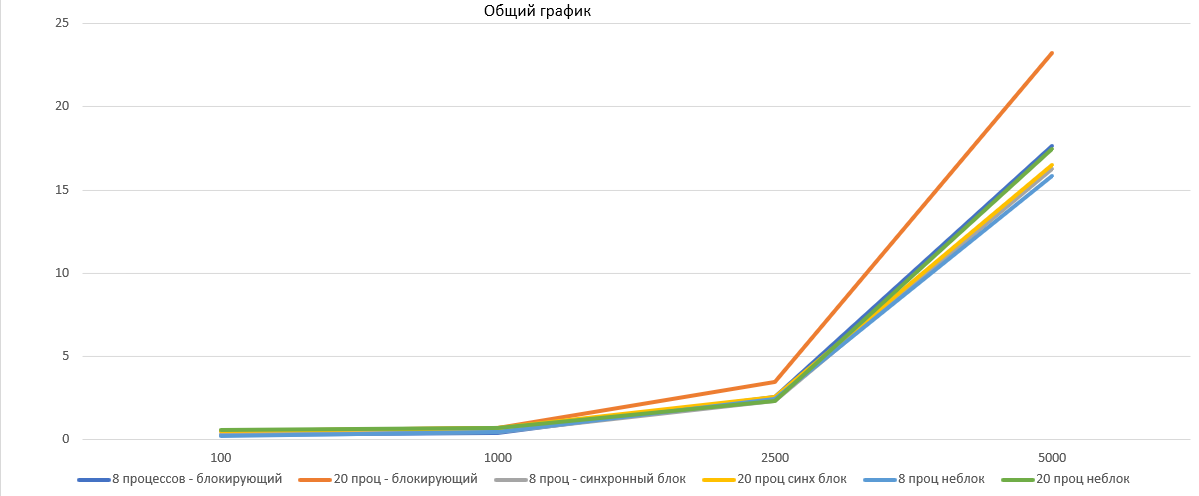 Общий график
25
20
15
10
5
0
100 1000 2500 5000
8 процессов - блокирующий 20 проц - блокирующий 8 проц - синхронный блок 20 проц синх блок 8 проц неблок 20 проц неблок